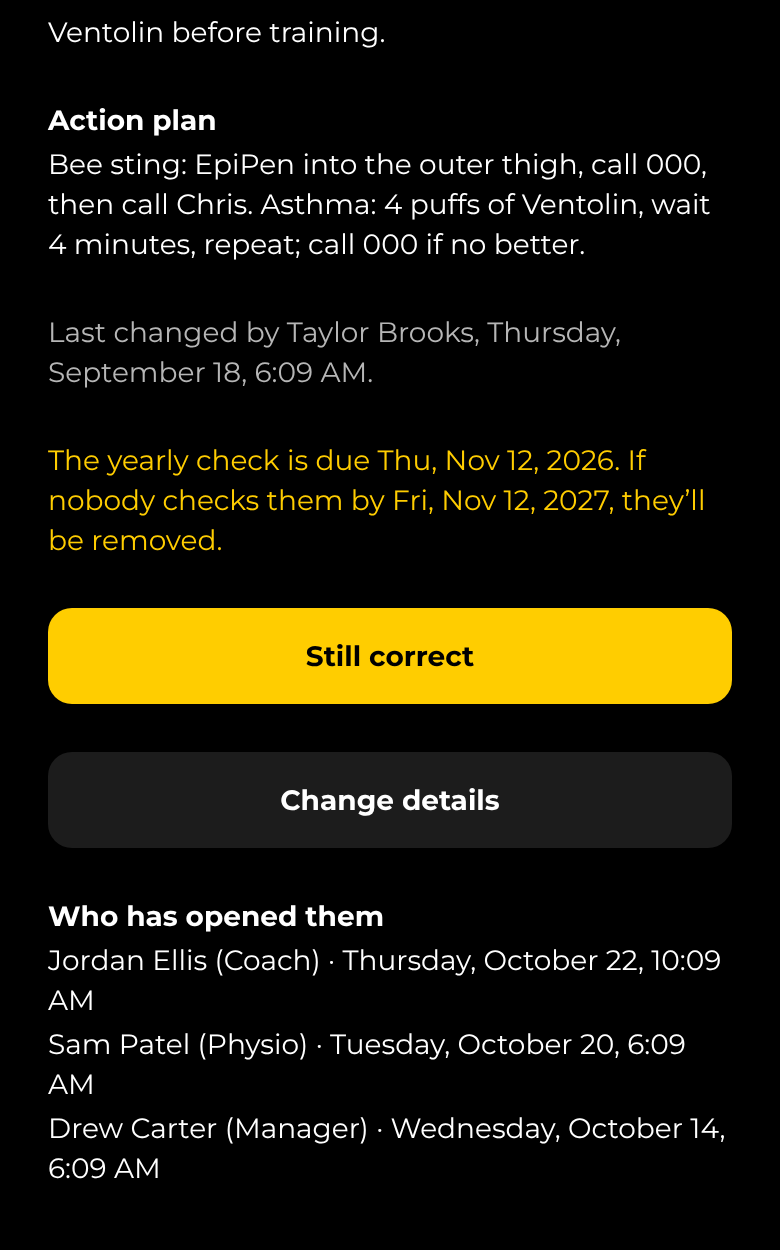 Ventolin before training.
Action plan
Bee sting: EpiPen into the outer thigh, call 000,
then call Chris. Asthma: 4 puffs of Ventolin, wait
4 minutes, repeat; call 000 if no better.
Last changed by Taylor Brooks, Thursday,
September 18, 6:09 AM.
The yearly check is due Thu, Nov 12, 2026. If
nobody checks them by Fri, Nov 12, 2027, they’ll
be removed.
Still correct
Change details
Who has opened them
Jordan Ellis (Coach) · Thursday, October 22, 10:09
AM
Sam Patel (Physio) · Tuesday, October 20, 6:09
AM
Drew Carter (Manager) · Wednesday, October 14,
6:09 AM